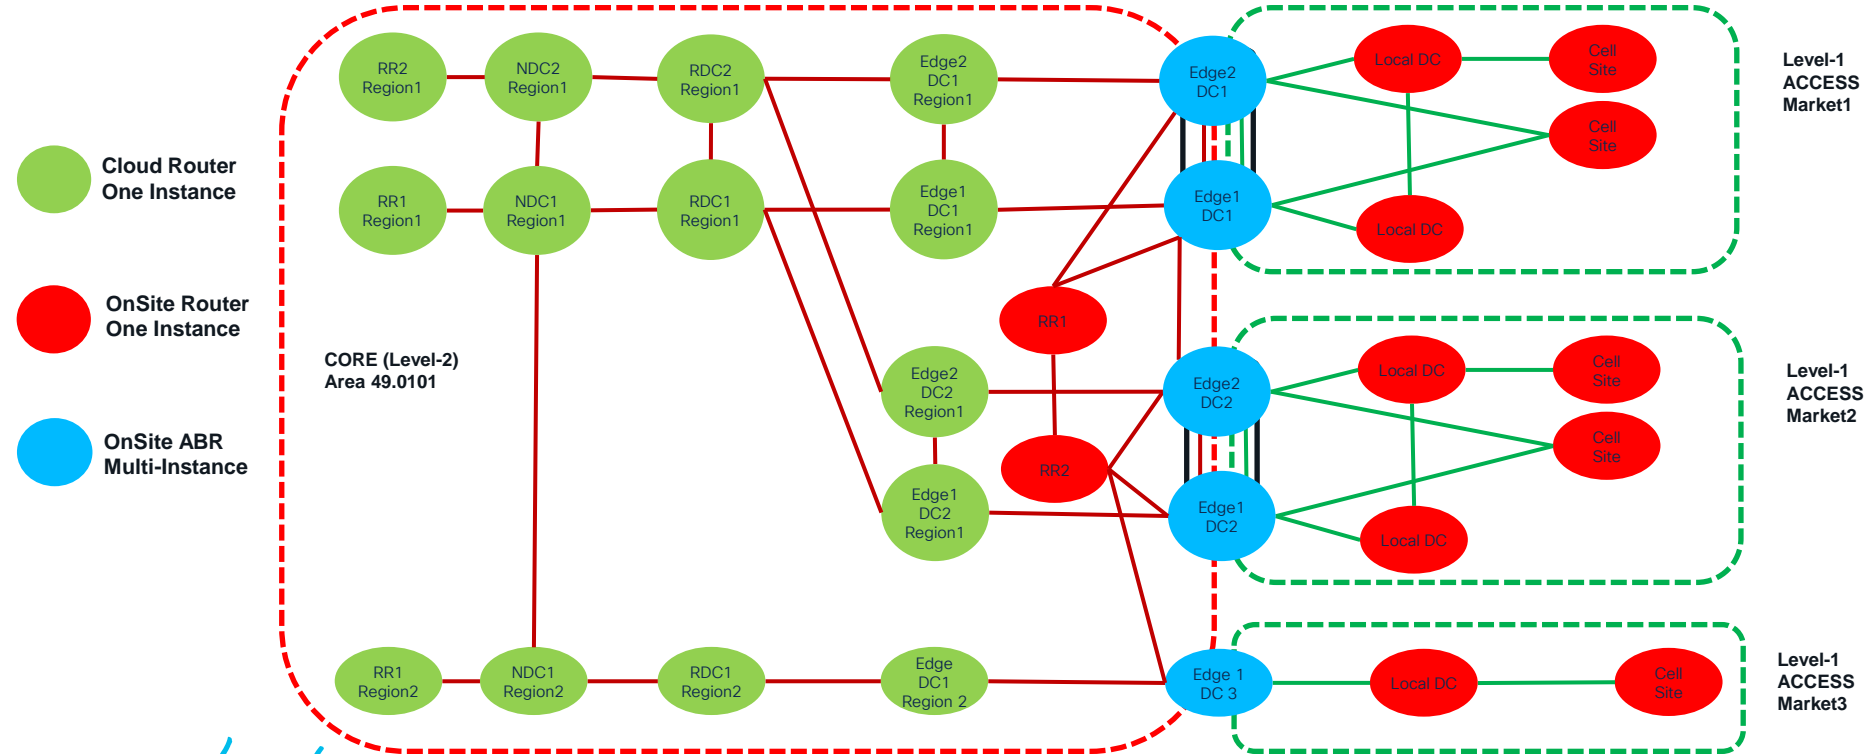 Cloud Router
One Instance
OnSite Router
One Instance
OnSite ABR
Multi-Instance
CORE (Level-2)
Area 49.0101
RR2
Region1
NDC2
Region1
RDC2
Region1
Edge2
DC1
Region1
Edge2
DC1
Local DC
Cell
Site
Cell
Site
Level-1
ACCESS
Market1
RR1
Region1
NDC1
Region1
RDC1
Region1
Edge1
DC1
Region1
Edge1
DC1
Local DC
RR1
Edge2
DC2
Region1
Edge2
DC2
Local DC
Cell
Site
Cell
Site
Level-1
ACCESS
Market2
RR2
Edge1
DC2
Region1
Edge1
DC2
Local DC
RR1
Region2
NDC1
Region2
RDC1
Region2
Edge
DC1
Region 2
Edge 1
DC 3
Local DC
Cell
Site
Level-1
ACCESS
Market3